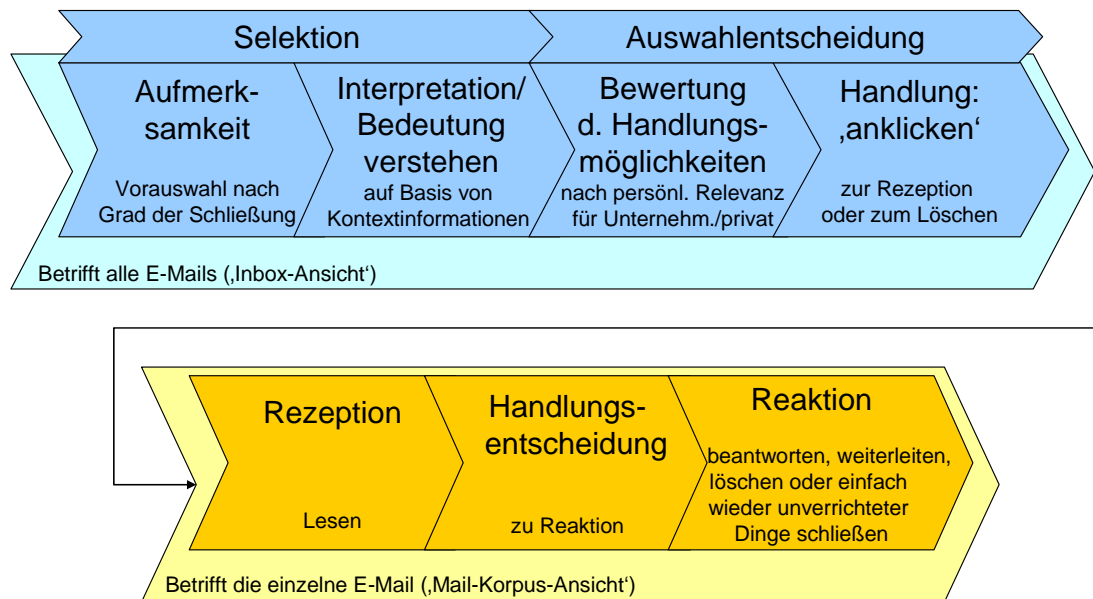 Selektion
Auswahlentscheidung
Aufmerk-
samkeit
Vorauswahl nach
Grad der Schließung
Interpretation/
Bedeutung
verstehen
auf Basis von
Kontextinformationen
Bewertung
d. Handlungs-
möglichkeiten
nach persönl. Relevanz
für Unternehm./privat
Handlung:
‚anklicken‘
zur Rezeption
oder zum Löschen
Betrifft alle E-Mails (‚Inbox-Ansicht‘)
Rezeption
Lesen
Handlungs-
entscheidung
zu Reaktion
Reaktion
beantworten, weiterleiten,
löschen oder einfach
wieder unverrichteter
Dinge schließen
Betrifft die einzelne E-Mail (‚Mail-Korpus-Ansicht‘)